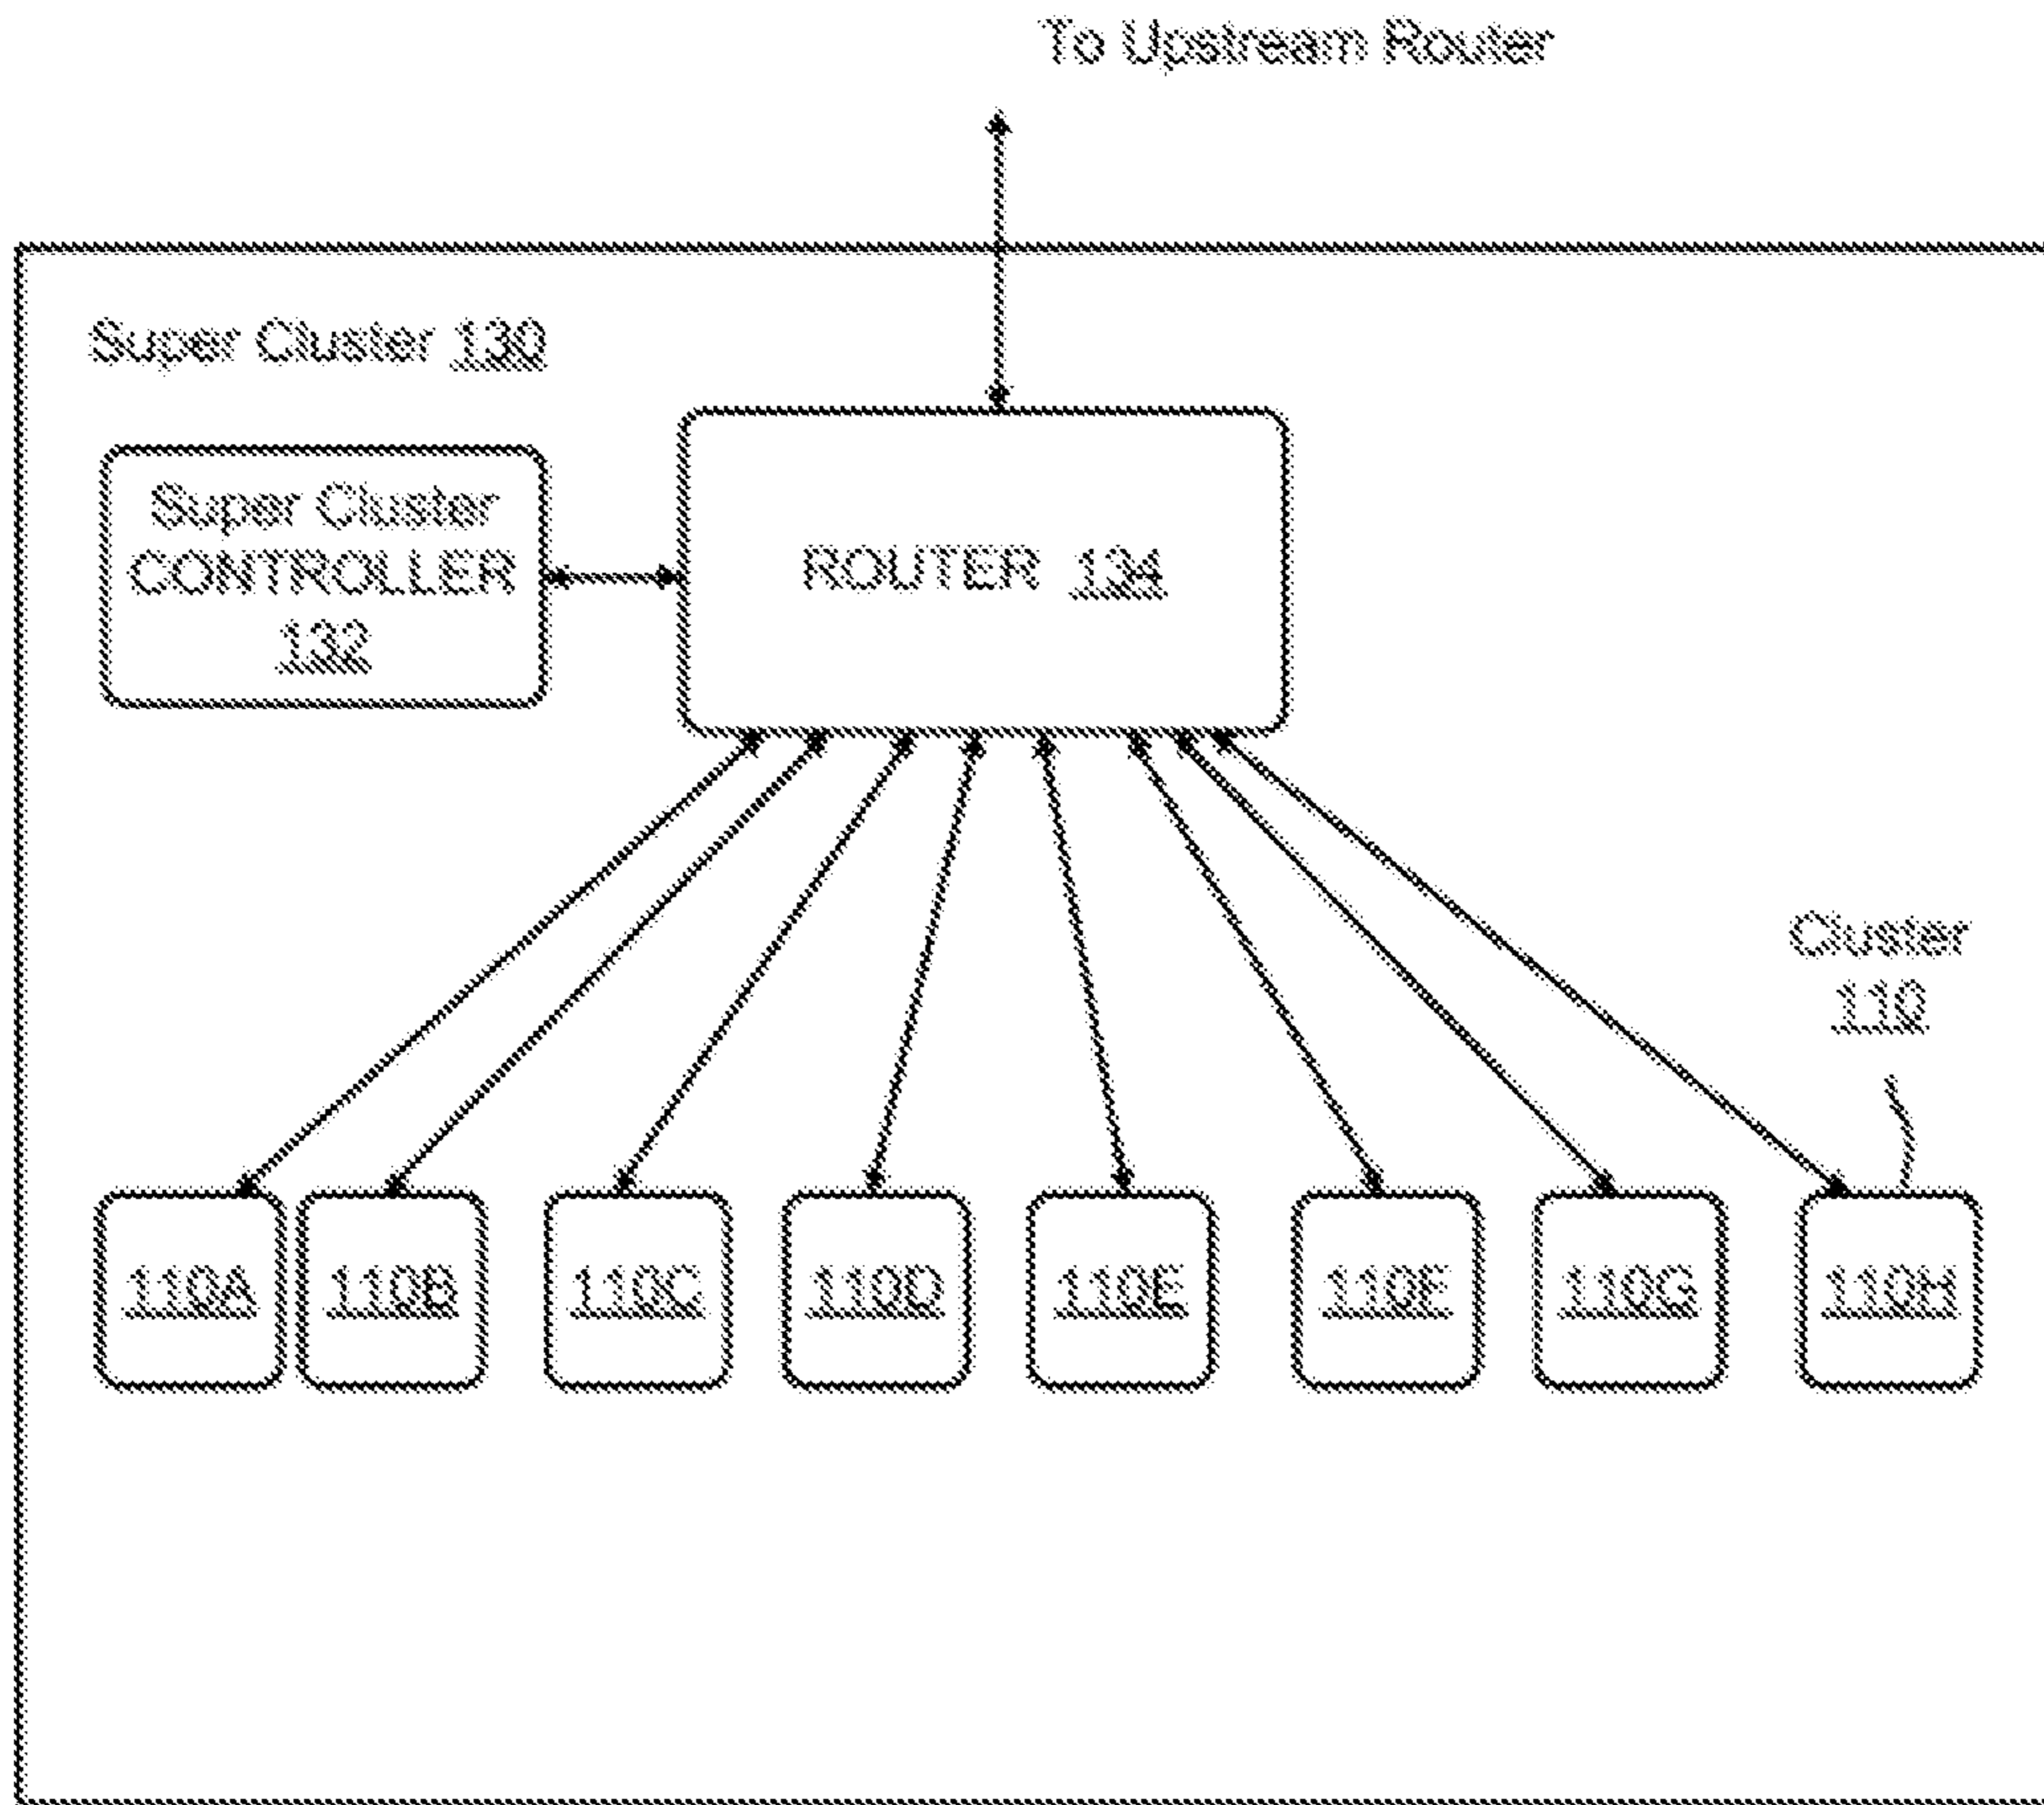 To Upstream Router
Super Cluster 130
Super Cluster
CONTROLLER
132
ROUTER 134
Cluster
110
110A
110B
110C
110D
110E
110F
110G
110H